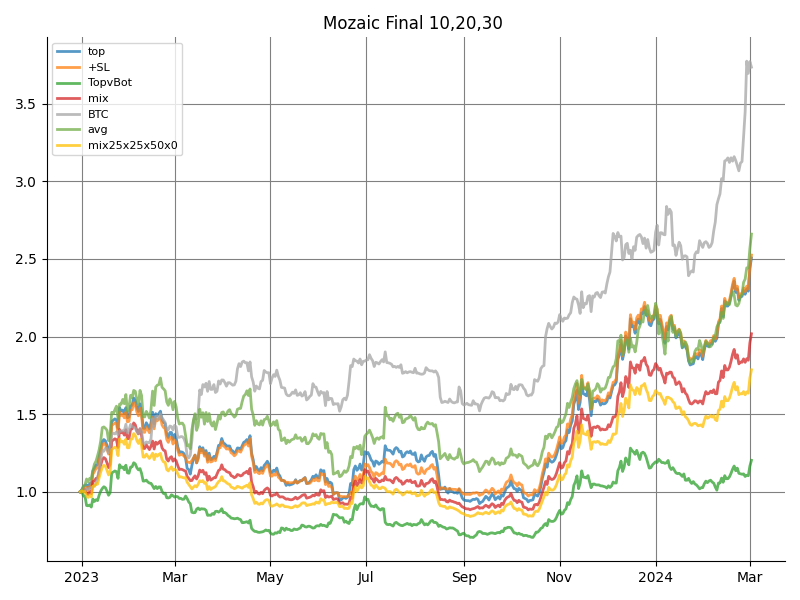 Mozaic Final 10,20,30
top
+SL
TopvBot
mix
BTC
avg
mix25x25x50x0
3.5
3.0
2.5
2.0
1.5
1.0
2023 Mar May Jul Sep Nov 2024 Mar